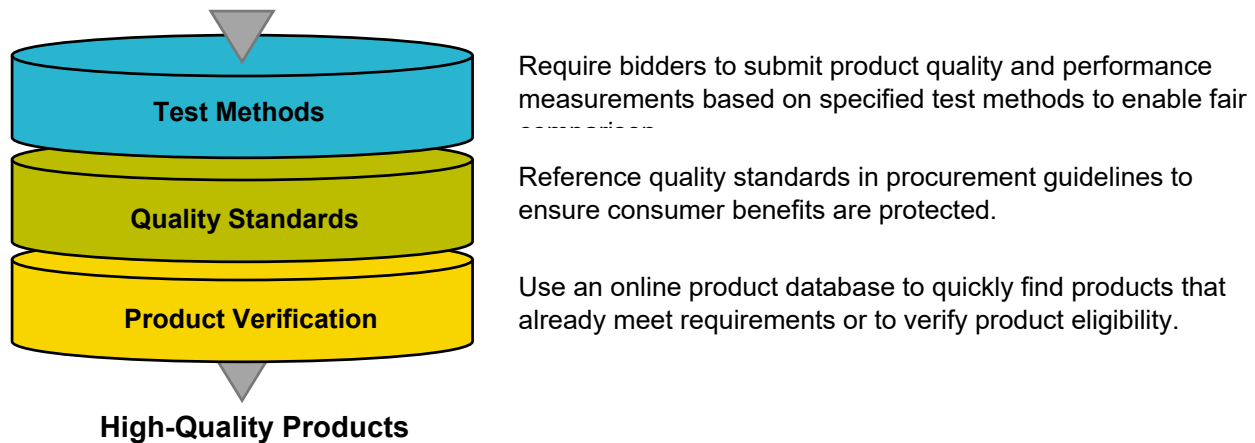 Test Methods
Require bidders to submit product quality and performance
measurements based on specified test methods to enable fair
Quality Standards
Reference quality standards in procurement guidelines to
ensure consumer benefits are protected.
Product Verification
Use an online product database to quickly find products that
already meet requirements or to verify product eligibility.
High-Quality Products